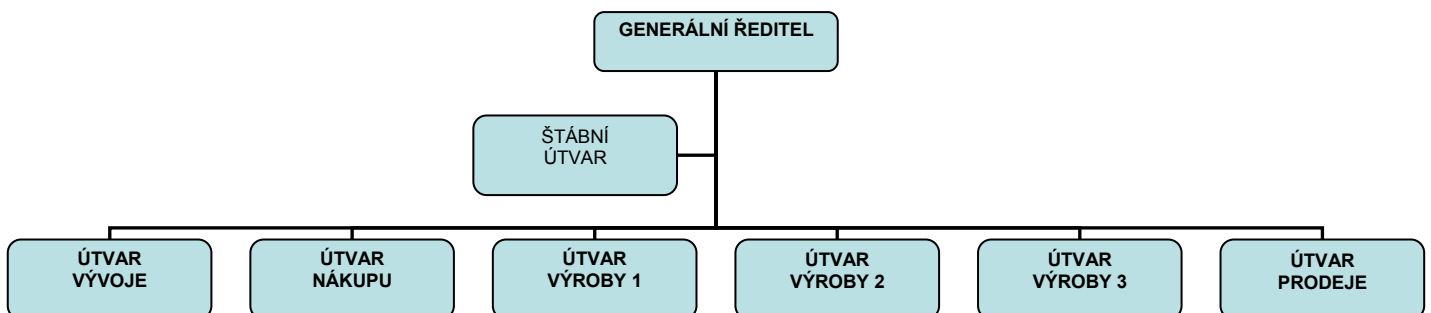 GENERÁLNÍ ŘEDITEL
ŠTÁBNÍ
ÚTVAR
ÚTVAR
VÝVOJE
ÚTVAR
NÁKUPU
ÚTVAR
VÝROBY 1
ÚTVAR
VÝROBY 2
ÚTVAR
VÝROBY 3
ÚTVAR
PRODEJE